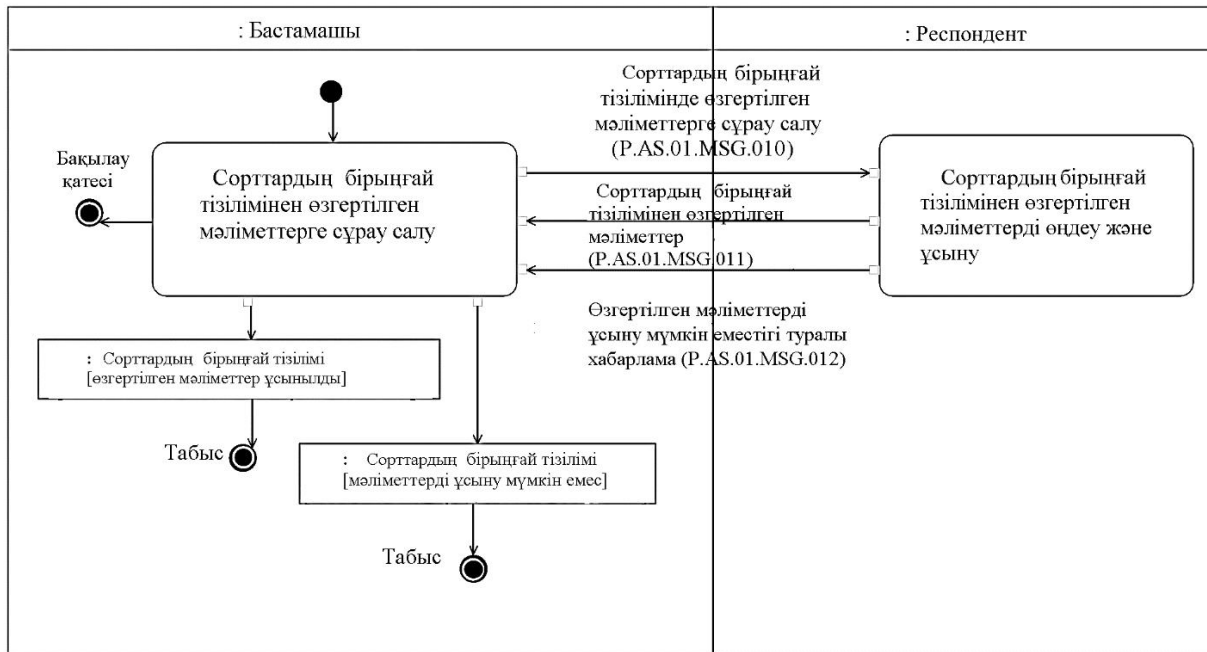 : Бастамашы
: Респондент
Сорттардың бірыңғай
тізілімінде өзгертілген
мәліметтерге сұрау салу
(P.AS.01.MSG.010)
Бақылау
қатесі
Сорттардың бірыңғай
тізілімінен өзгертілген
мәліметтерге сұрау салу
Сорттардың бірыңғай
тізілімінен өзгертілген
мәліметтер
(P.AS.01.MSG.011)
Сорттардың бірыңғай
тізілімінен өзгертілген
мәліметтерді өңдеу және
ұсыну
Өзгертілген мәліметтерді
ұсыну мүмкін еместігі туралы
хабарлама (P.AS.01.MSG.012)
: Сорттардың бірыңғай тізілімі
[өзгертілген мәліметтер ұсынылды]
Табыс
: Сорттардың бірыңғай тізілімі
[мәліметтерді ұсыну мүмкін емес]
Табыс